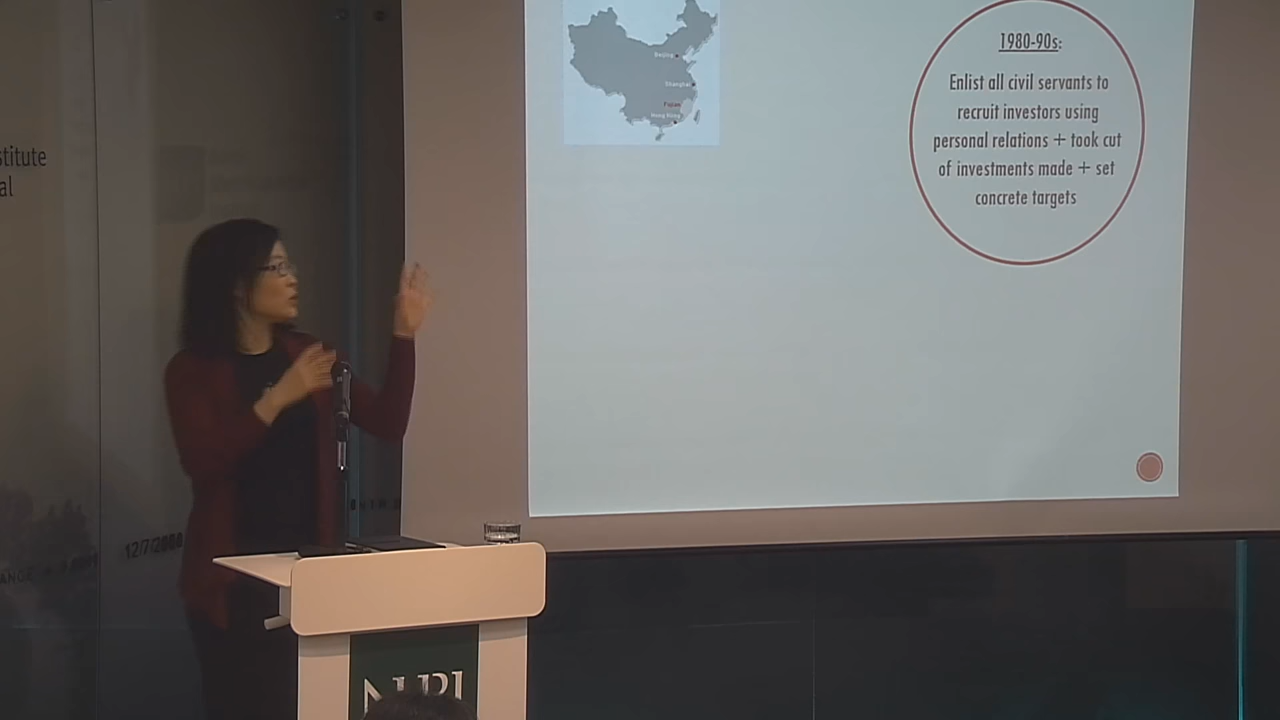 stitute
al
Beijing
Shanghai
Fujian
Hong Kong
1980-90s:
Enlist all civil servants to
recruit investors using
personal relations + took cut
of investments made + set
concrete targets
12/7/2000